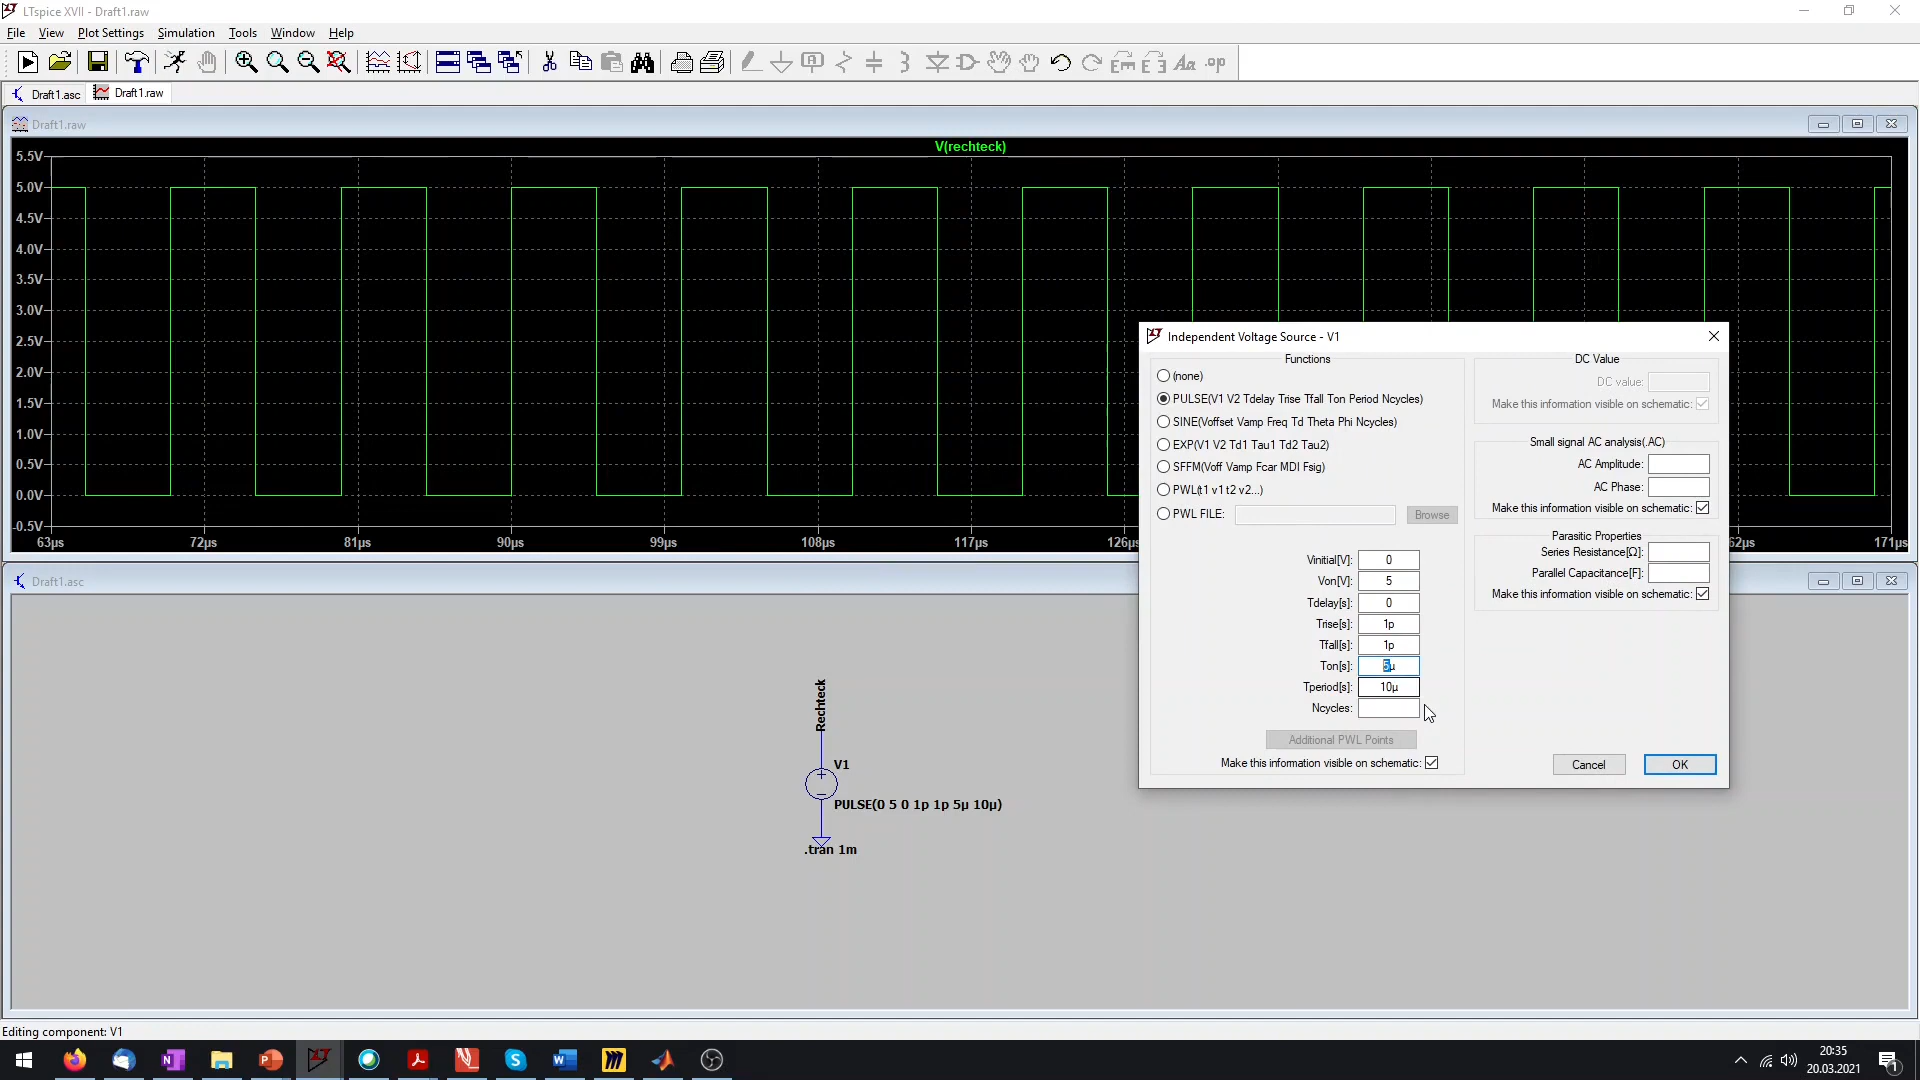 LTspice XVII - Draft1.raw
File View Plot Settings Simulation Tools Window Help
Draft1.asc Draft1.raw
Draft1.raw
V(rechteck)
5.5V
5.0V
4.5V
4.0V
3.5V
3.0V
2.5V
2.0V
1.5V
1.0V
0.5V
0.0V
-0.5V
63µs 72µs 81µs 90µs 99µs 108µs 117µs 126µs 62µs 171µs
Independent Voltage Source - V1
Functions
(none)
PULSE(V1 V2 Tdelay Trise Tfall Ton Period Ncycles)
SINE(Voffset Vamp Freq Td Theta Phi Ncycles)
EXP(V1 V2 Td1 Tau1 Td2 Tau2)
SFFM(Voff Vamp Fcar MDI Fsig)
PWL(t1 v1 t2 v2...)
PWL FILE: Browse
Vinitial[V]: 0
Von[V]: 5
Tdelay[s]: 0
Trise[s]: 1p
Tfall[s]: 1p
Ton[s]: 5µ
Tperiod[s]: 10µ
Ncycles:
Additional PWL Points
Make this information visible on schematic:
DC Value
DC value:
Make this information visible on schematic:
Small signal AC analysis(.AC)
AC Amplitude:
AC Phase:
Make this information visible on schematic:
Parasitic Properties
Series Resistance[Ω]:
Parallel Capacitance[F]:
Make this information visible on schematic:
Cancel OK
Draft1.asc
Rechteck
V1
PULSE(0 5 0 1p 1p 5µ 10µ)
.tran 1m
Editing component: V1
20:35
20.03.2021
1